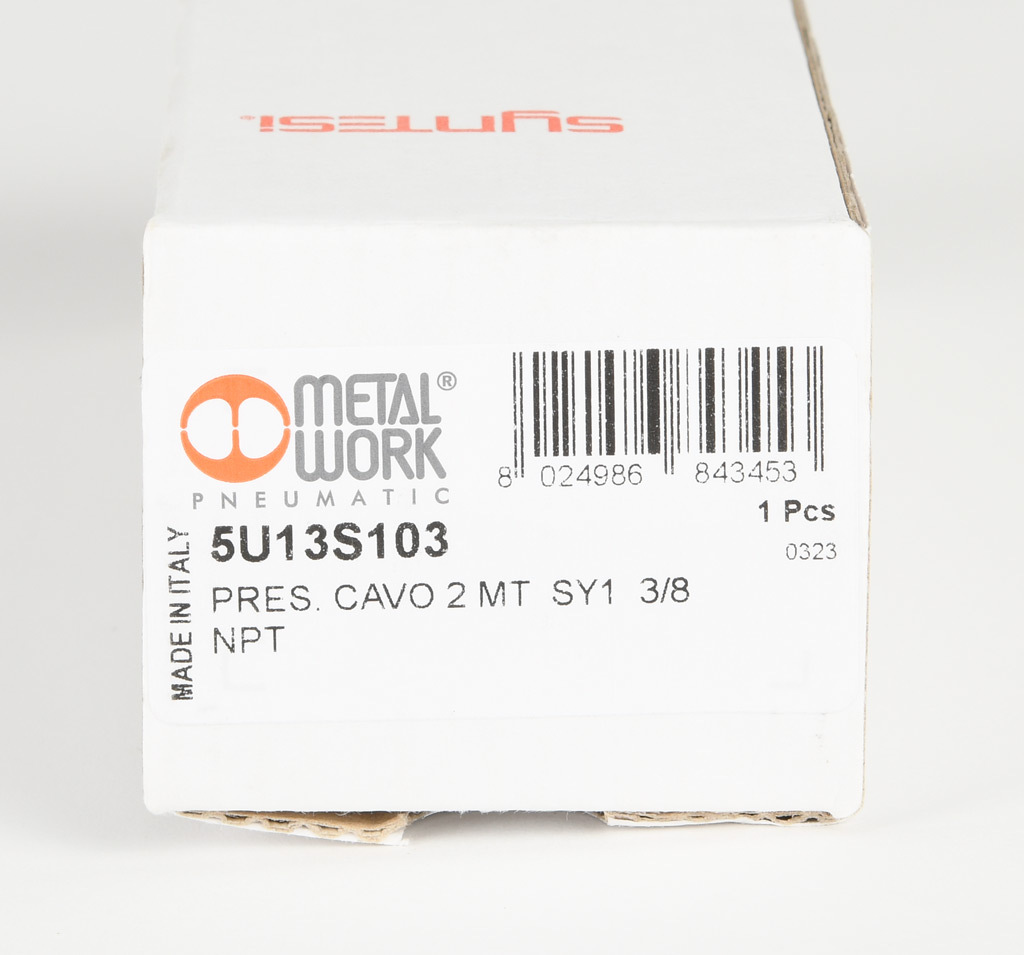 syntesi®
METAL®
WORK
PNEUMATIC
8 024986 843453
1 Pcs
0323
5U13S103
PRES. CAVO 2 MT SY1 3/8
NPT
MADE IN ITALY